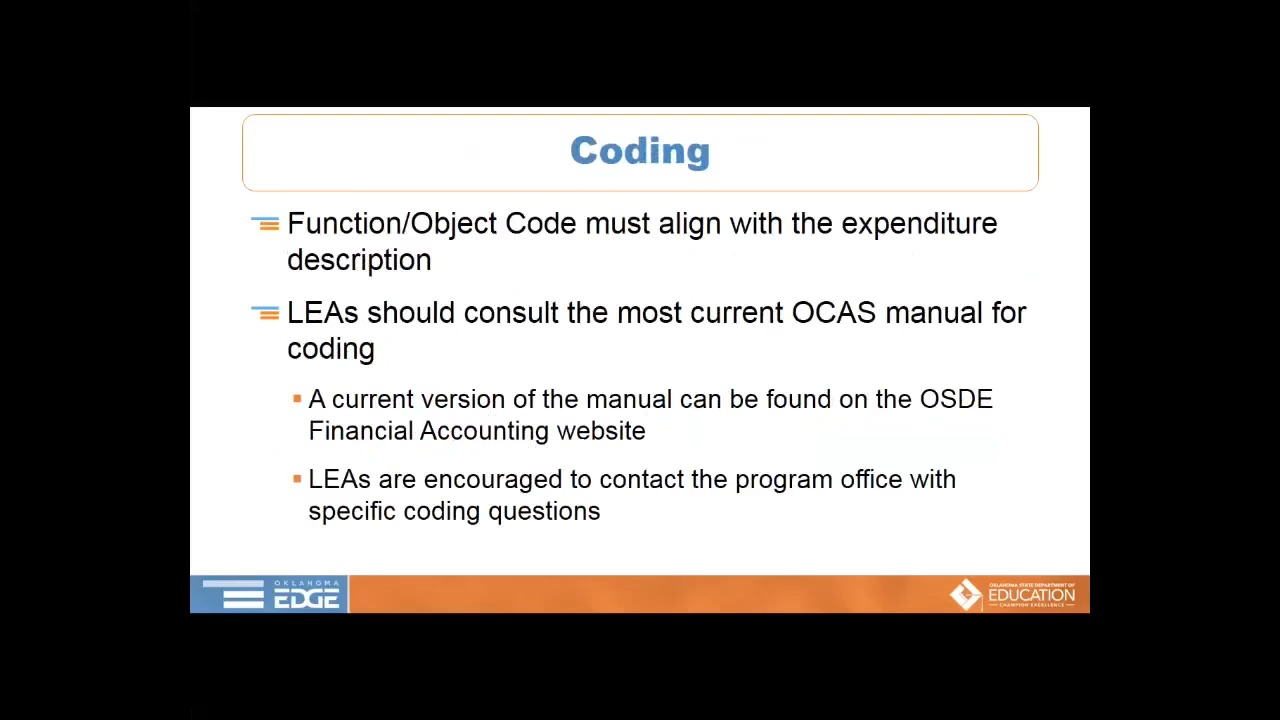 Coding
Function/Object Code must align with the expenditure
description
LEAs should consult the most current OCAS manual for
coding
A current version of the manual can be found on the OSDE
Financial Accounting website
LEAs are encouraged to contact the program office with
specific coding questions
OKLAHOMA
EDGE
OKLAHOMA STATE DEPARTMENT OF
EDUCATION
CHAMPION EXCELLENCE